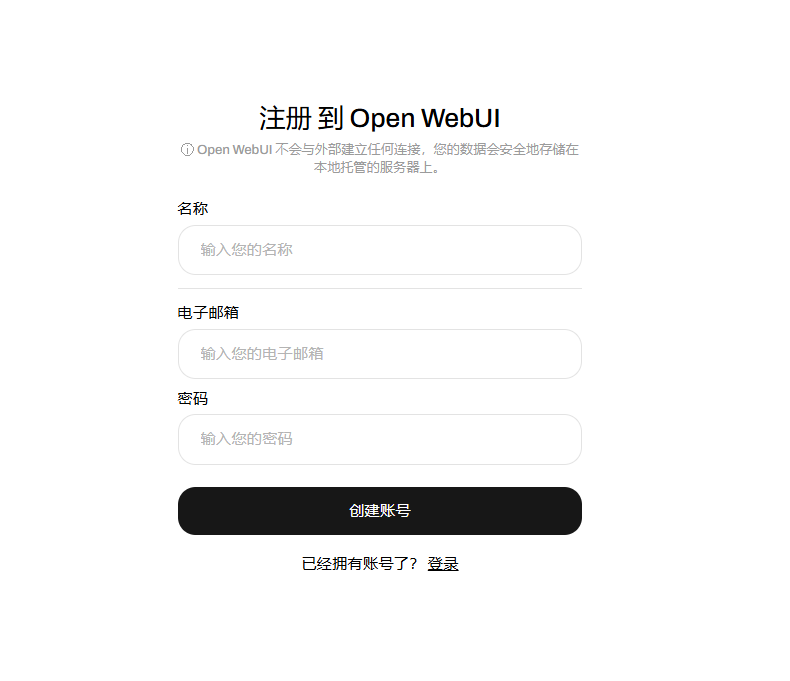 注册 到 Open WebUI
ⓘ Open WebUI 不会与外部建立任何连接，您的数据会安全地存储在
本地托管的服务器上。
名称
输入您的名称
电子邮箱
输入您的电子邮箱
密码
输入您的密码
创建账号
已经拥有账号了？ 登录